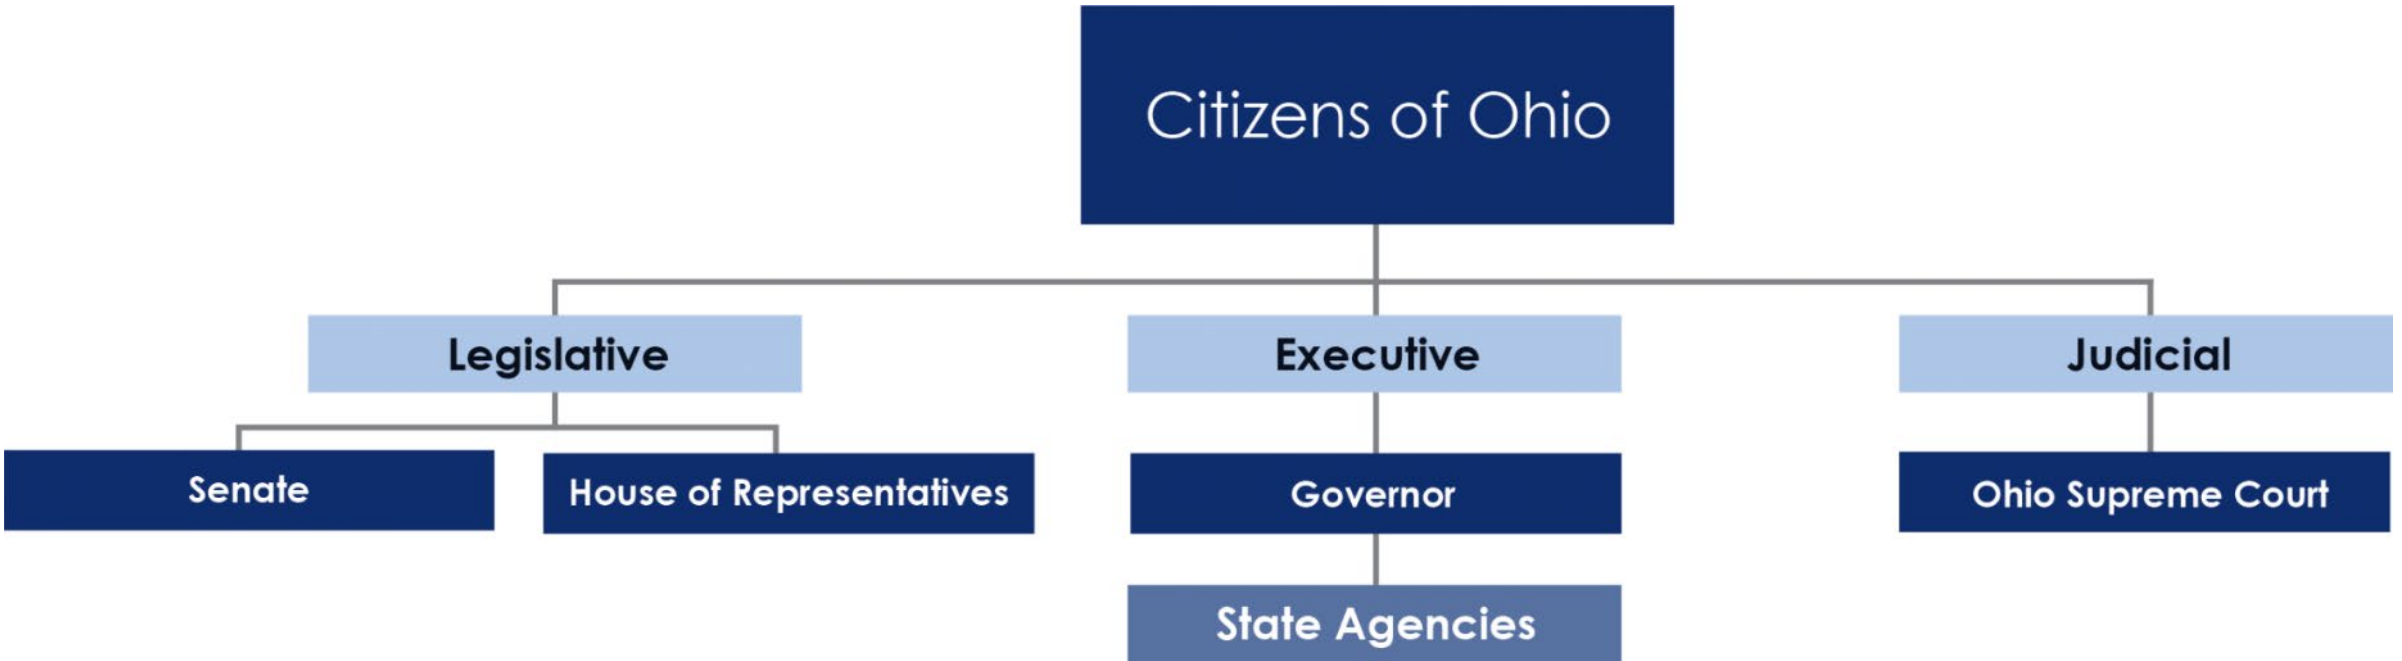 Citizens of Ohio
Legislative
Executive
Judicial
Senate
House of Representatives
Governor
Ohio Supreme Court
State Agencies